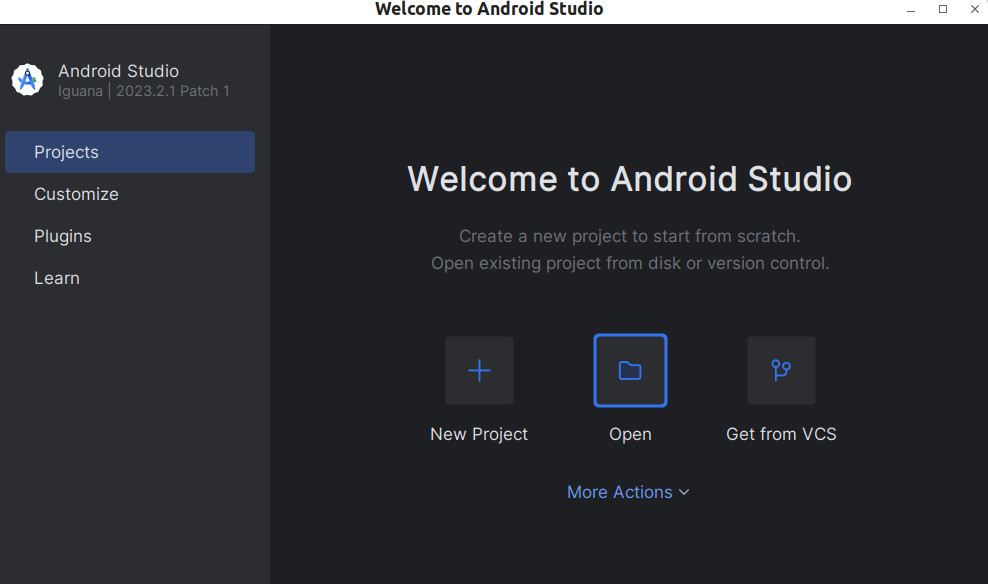 Welcome to Android Studio
Android Studio
Iguana | 2023.2.1 Patch 1
Projects
Customize
Plugins
Learn
Welcome to Android Studio
Create a new project to start from scratch.
Open existing project from disk or version control.
New Project
Open
Get from VCS
More Actions